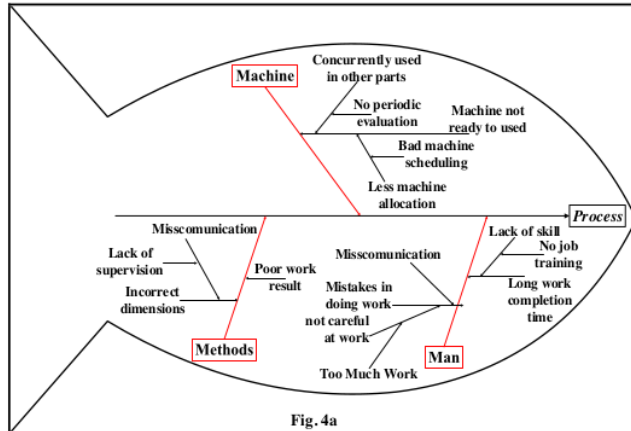 Concurrently used
in other parts
Machine
No periodic
evaluation
Machine not
ready to used
Bad machine
scheduling
Less machine
allocation
Process
Misscomunication
Lack of
supervision
Incorrect
dimensions
Poor work
result
Methods
Lack of skill
No job
training
Misscomunication
Long work
completion
time
Mistakes in
doing work
not careful
at work
Man
Too Much Work
Fig. 4a